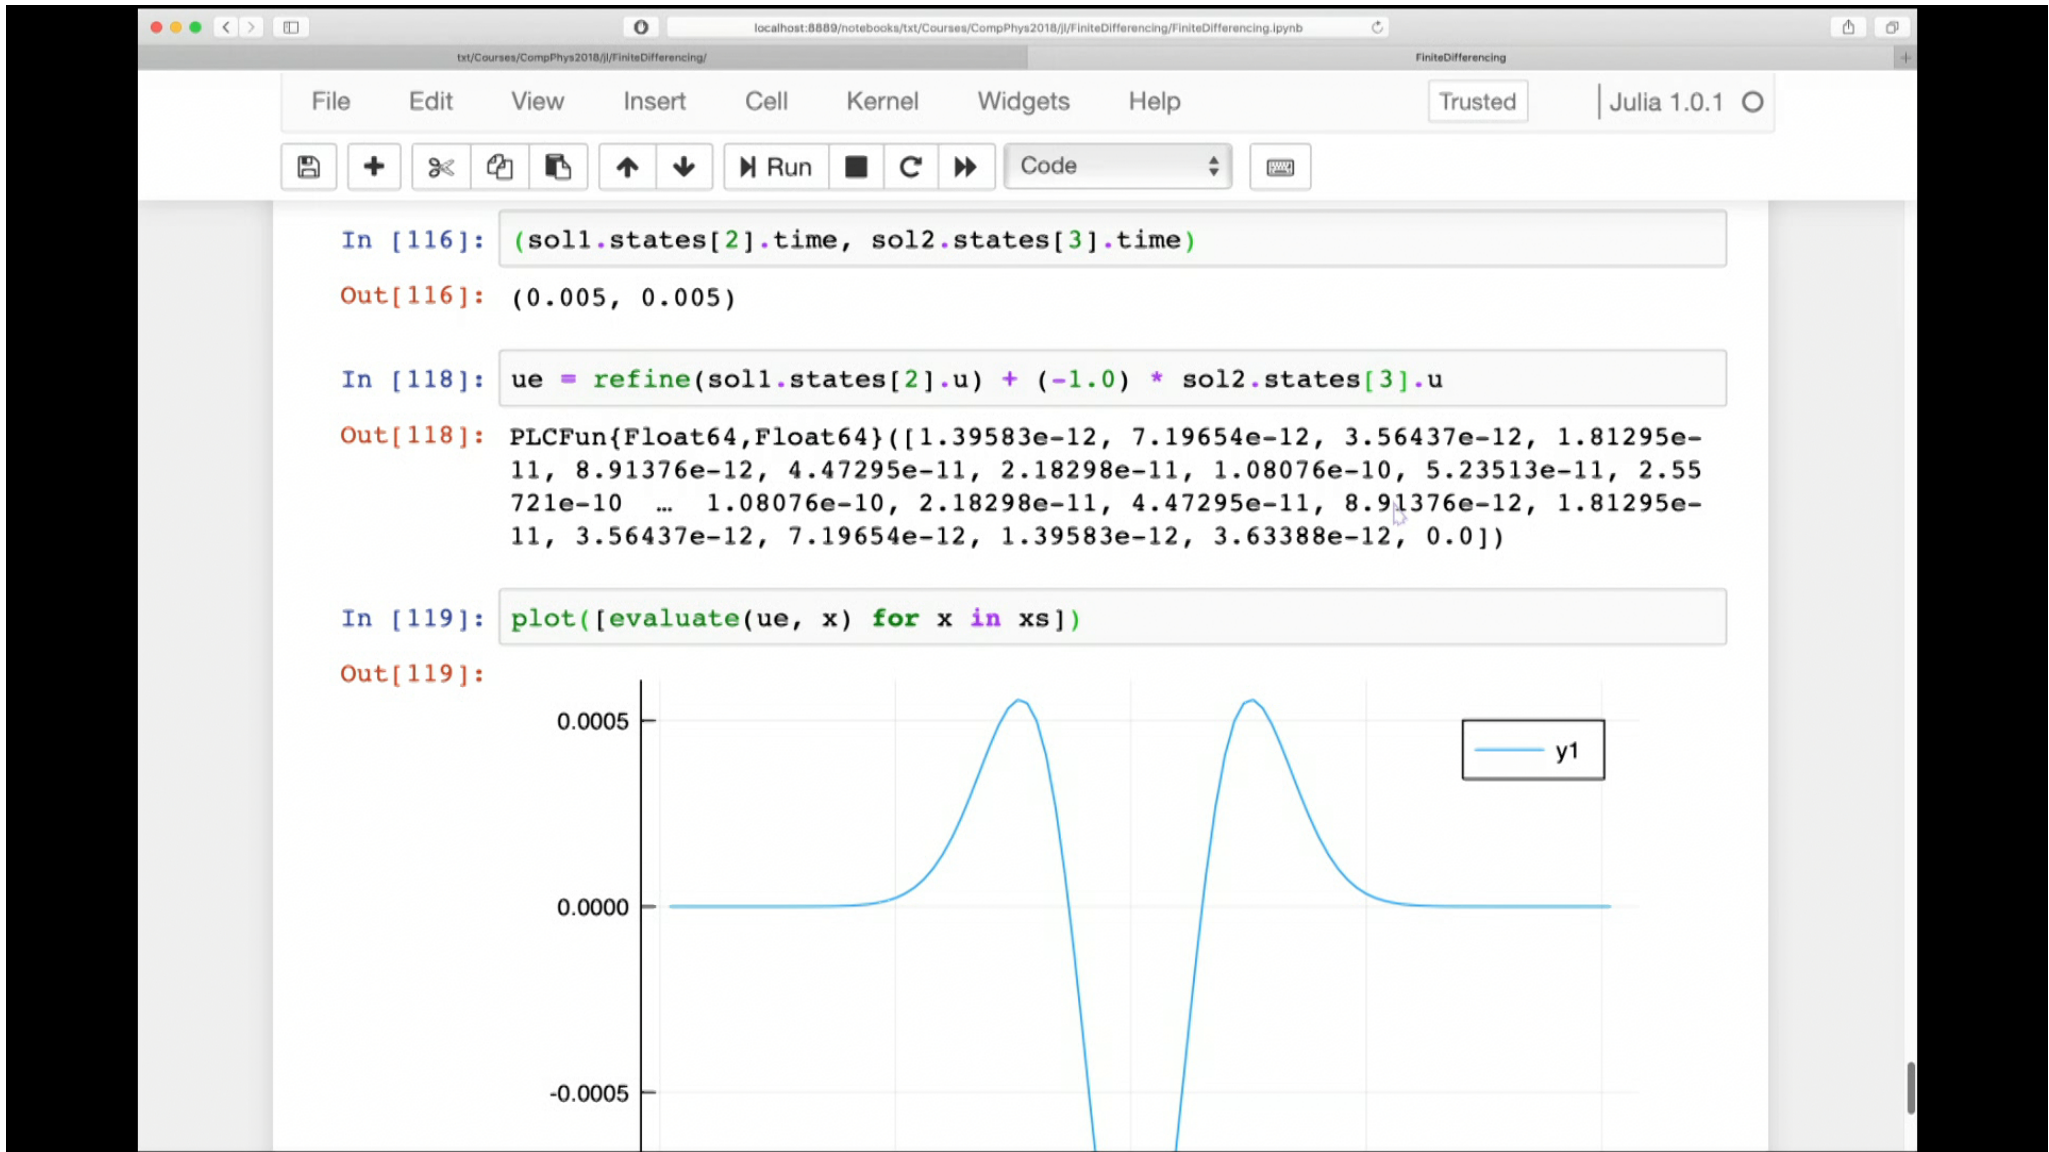 localhost:8889/notebooks/txt/Courses/CompPhys2018/jl/FiniteDifferencing/FiniteDifferencing.ipynb
txt/Courses/CompPhys2018/jl/FiniteDifferencing/ FiniteDifferencing
File Edit View Insert Cell Kernel Widgets Help Trusted Julia 1.0.1
Run Code
In [116]: (sol1.states[2].time, sol2.states[3].time)
Out[116]: (0.005, 0.005)
In [118]: ue = refine(sol1.states[2].u) + (-1.0) * sol2.states[3].u
Out[118]: PLCFun{Float64,Float64}([1.39583e-12, 7.19654e-12, 3.56437e-12, 1.81295e-
11, 8.91376e-12, 4.47295e-11, 2.18298e-11, 1.08076e-10, 5.23513e-11, 2.55
721e-10 … 1.08076e-10, 2.18298e-11, 4.47295e-11, 8.91376e-12, 1.81295e-
11, 3.56437e-12, 7.19654e-12, 1.39583e-12, 3.63388e-12, 0.0])
In [119]: plot([evaluate(ue, x) for x in xs])
Out[119]:
0.0005
y1
0.0000
-0.0005